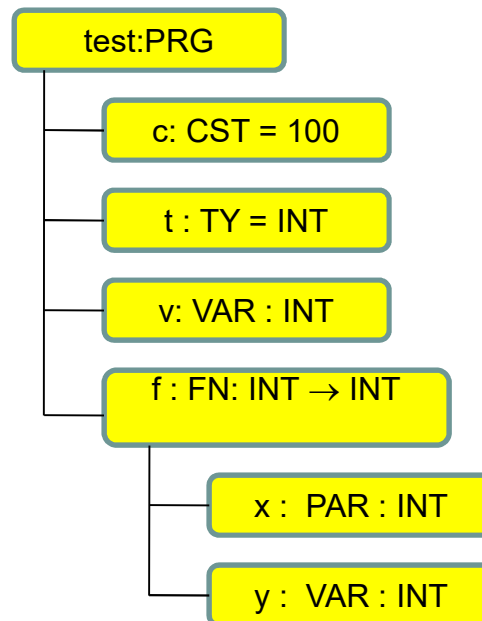 test:PRG
c: CST = 100
t : TY = INT
v: VAR : INT
f : FN: INT → INT
x : PAR : INT
y : VAR : INT